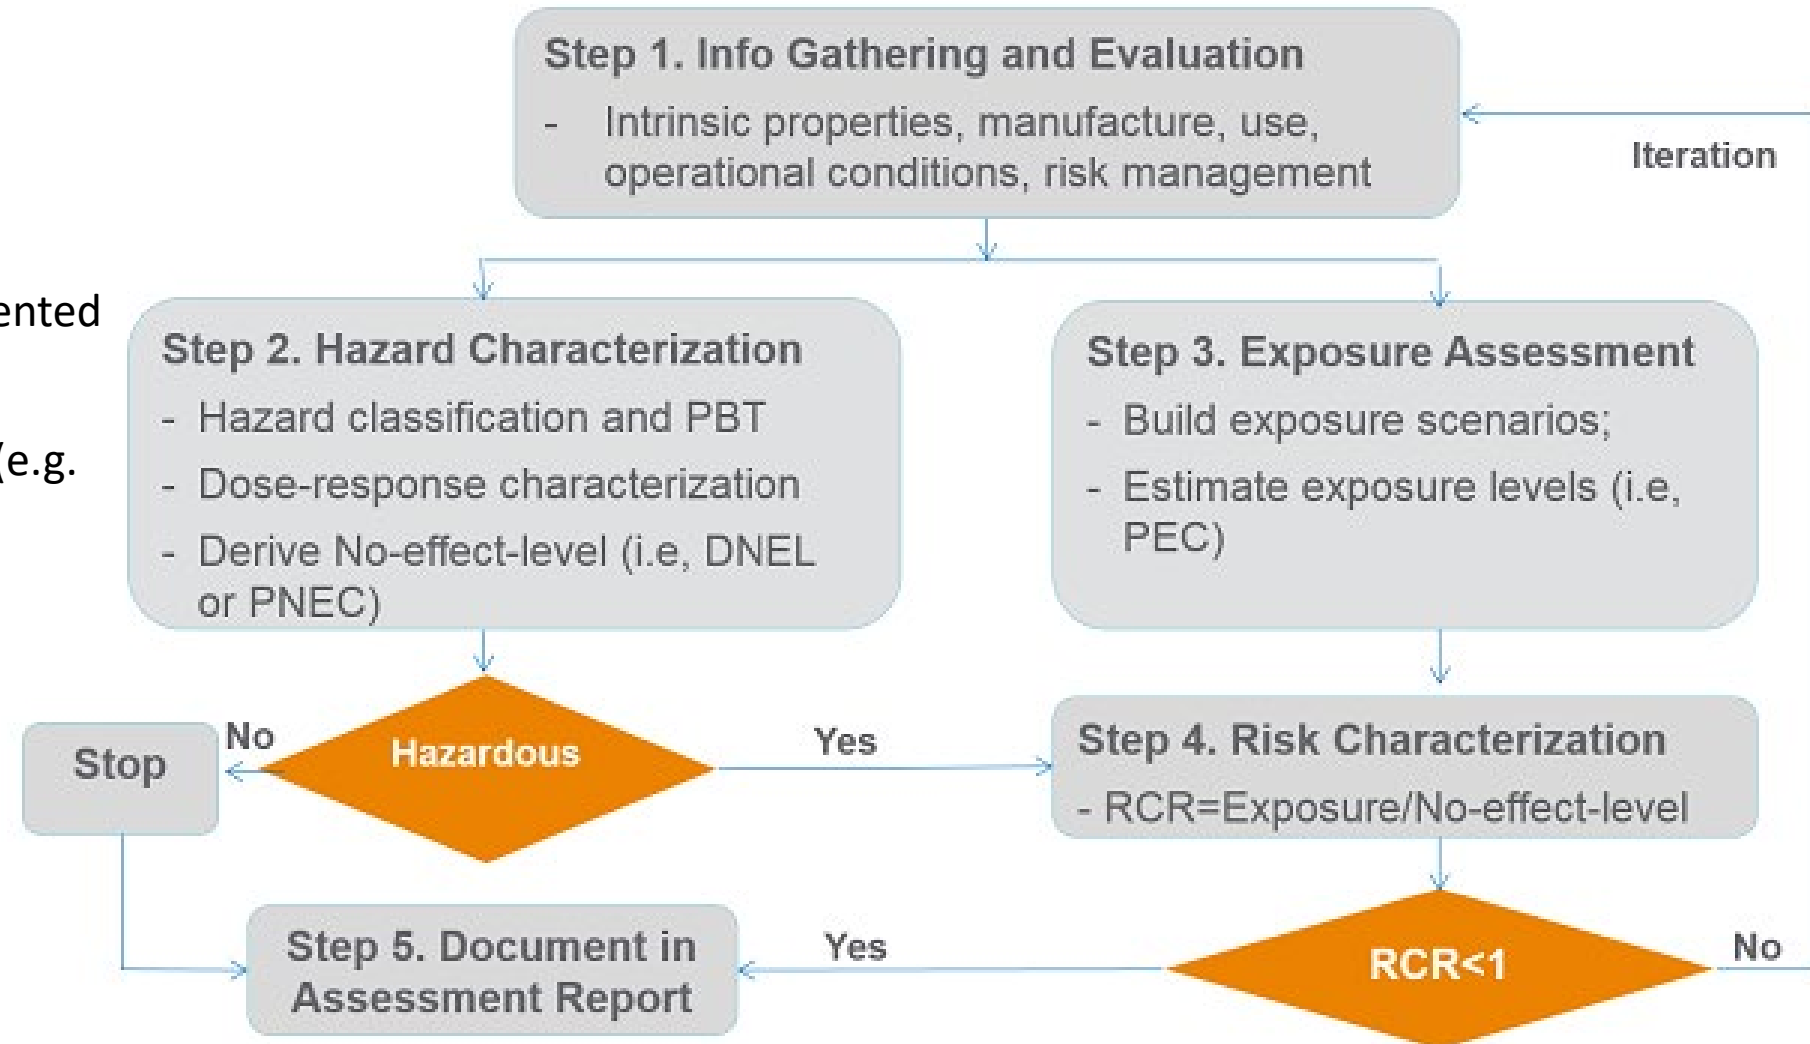 Step 1. Info Gathering and Evaluation
- Intrinsic properties, manufacture, use,
operational conditions, risk management
Iteration
ented
(e.g.
Step 2. Hazard Characterization
- Hazard classification and PBT
- Dose-response characterization
- Derive No-effect-level (i.e, DNEL
or PNEC)
Step 3. Exposure Assessment
- Build exposure scenarios;
- Estimate exposure levels (i.e,
PEC)
Stop
No
Hazardous
Yes
Step 4. Risk Characterization
- RCR=Exposure/No-effect-level
Step 5. Document in
Assessment Report
Yes
RCR<1
No